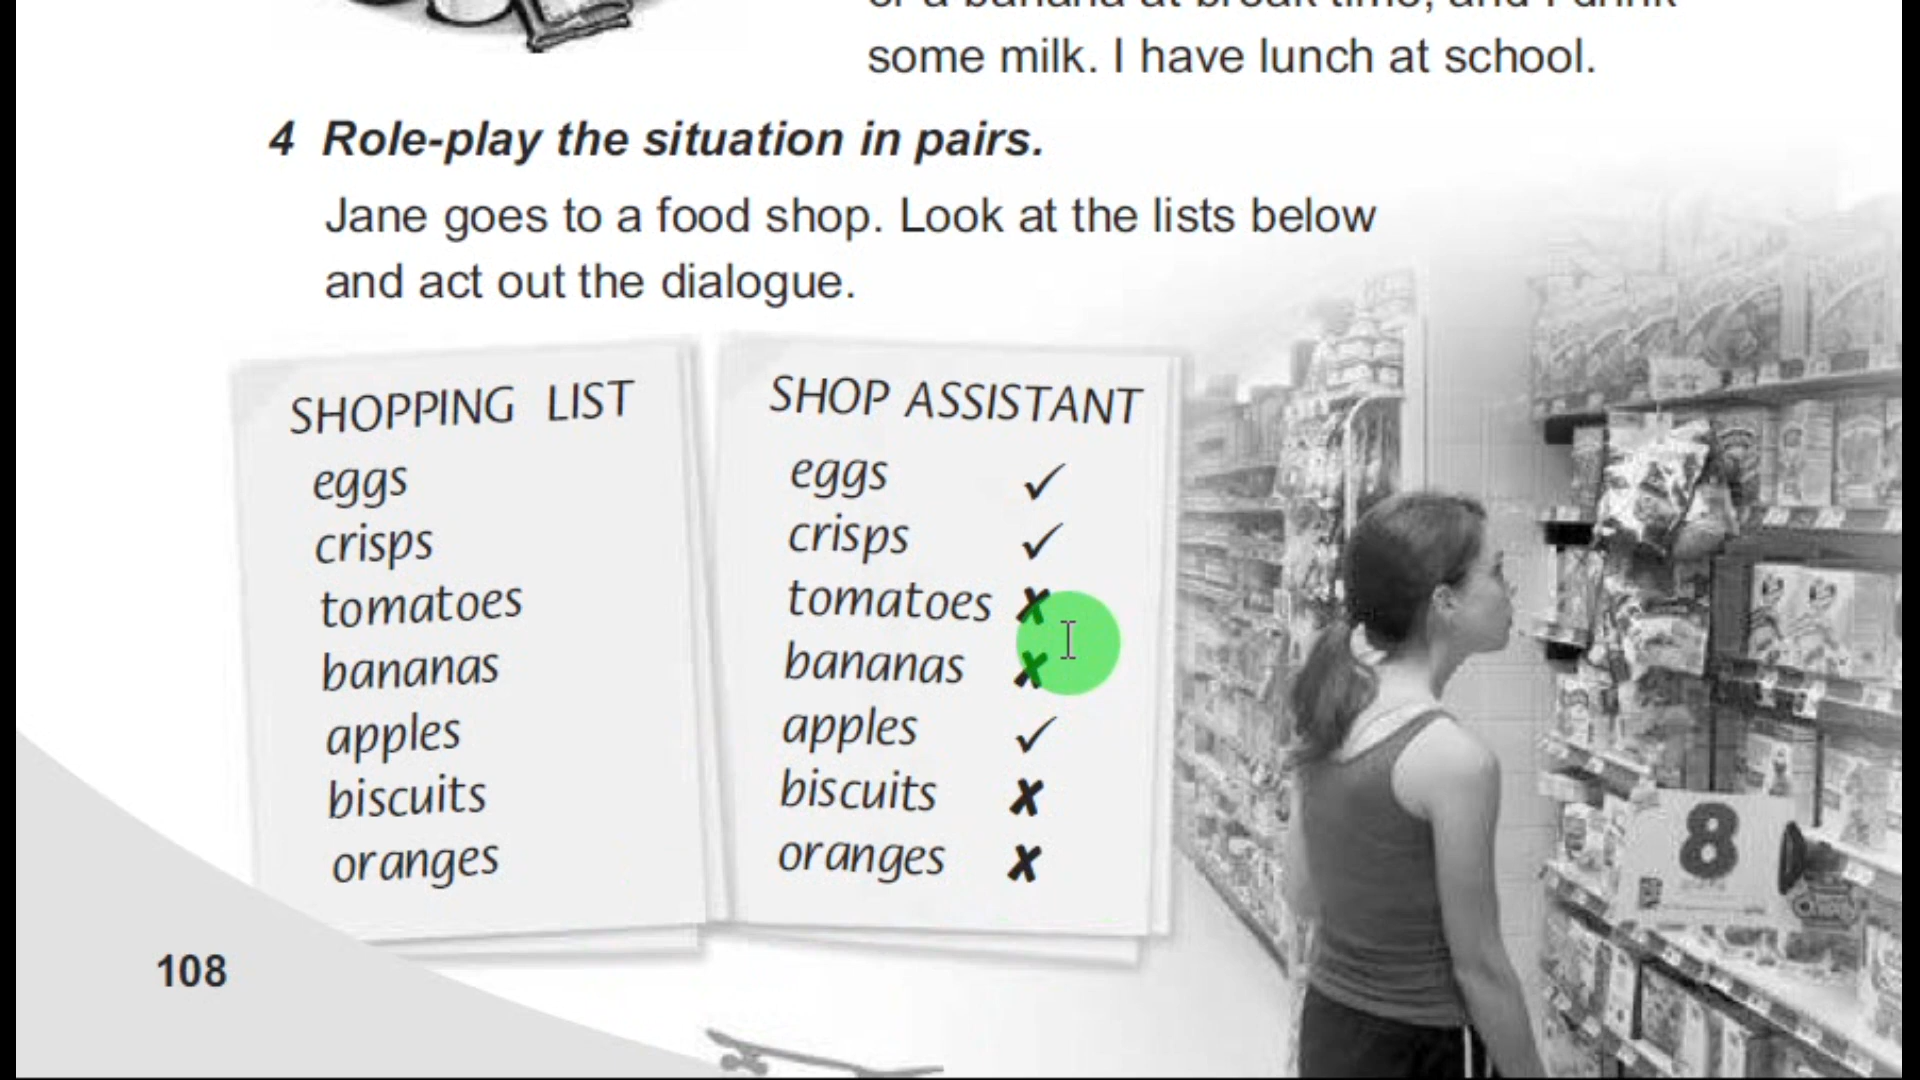 some milk. I have lunch at school.
4 Role-play the situation in pairs.
Jane goes to a food shop. Look at the lists below
and act out the dialogue.
SHOPPING LIST
eggs
crisps
tomatoes
bananas
apples
biscuits
oranges
SHOP ASSISTANT
eggs ✓
crisps ✓
tomatoes ✗
bananas ✗
apples ✓
biscuits ✗
oranges ✗
8
108